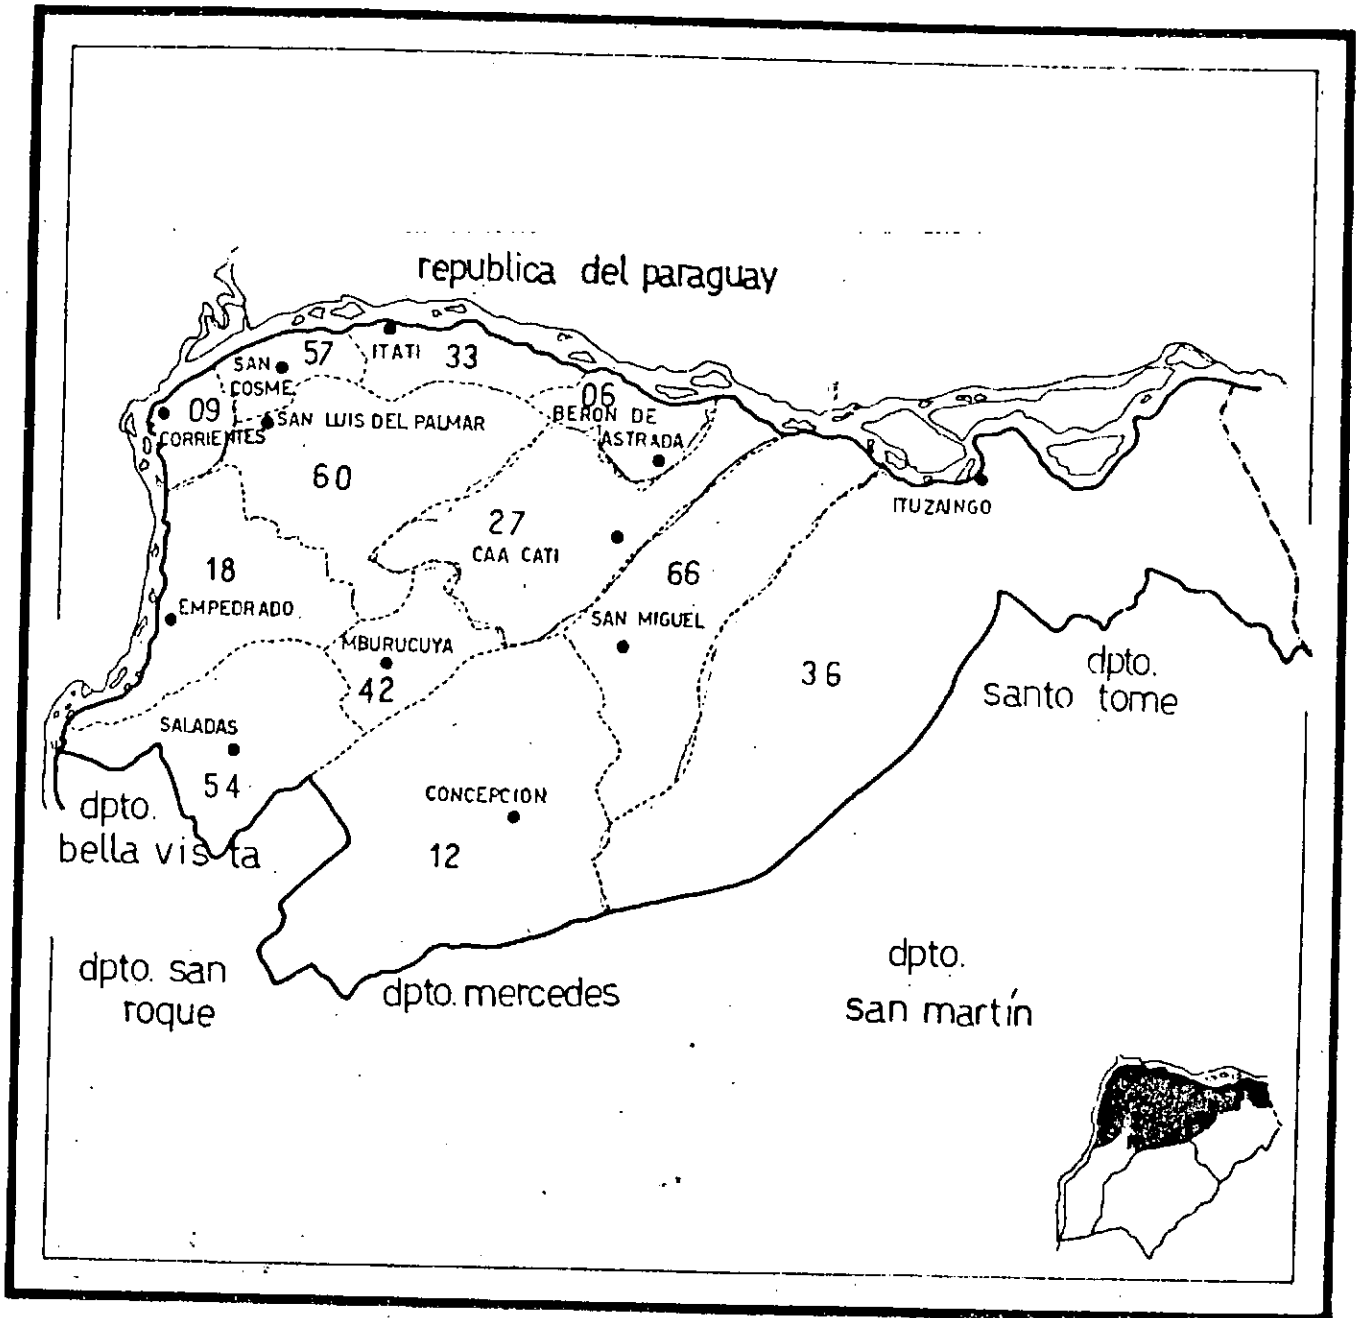 republica del paraguay
57
ITATI
33
SAN
COSME
09
CORRIENTES
SAN LUIS DEL PALMAR
06
BERON DE
ASTRADA
60
27
CAA CATI
ITUZAINGO
18
EMPEDRADO
66
SAN MIGUEL
MBURUCUYA
42
36
dpto.
santo tome
SALADAS
54
dpto.
bella vista
CONCEPCION
12
dpto. san
roque
dpto. mercedes
dpto.
san martín